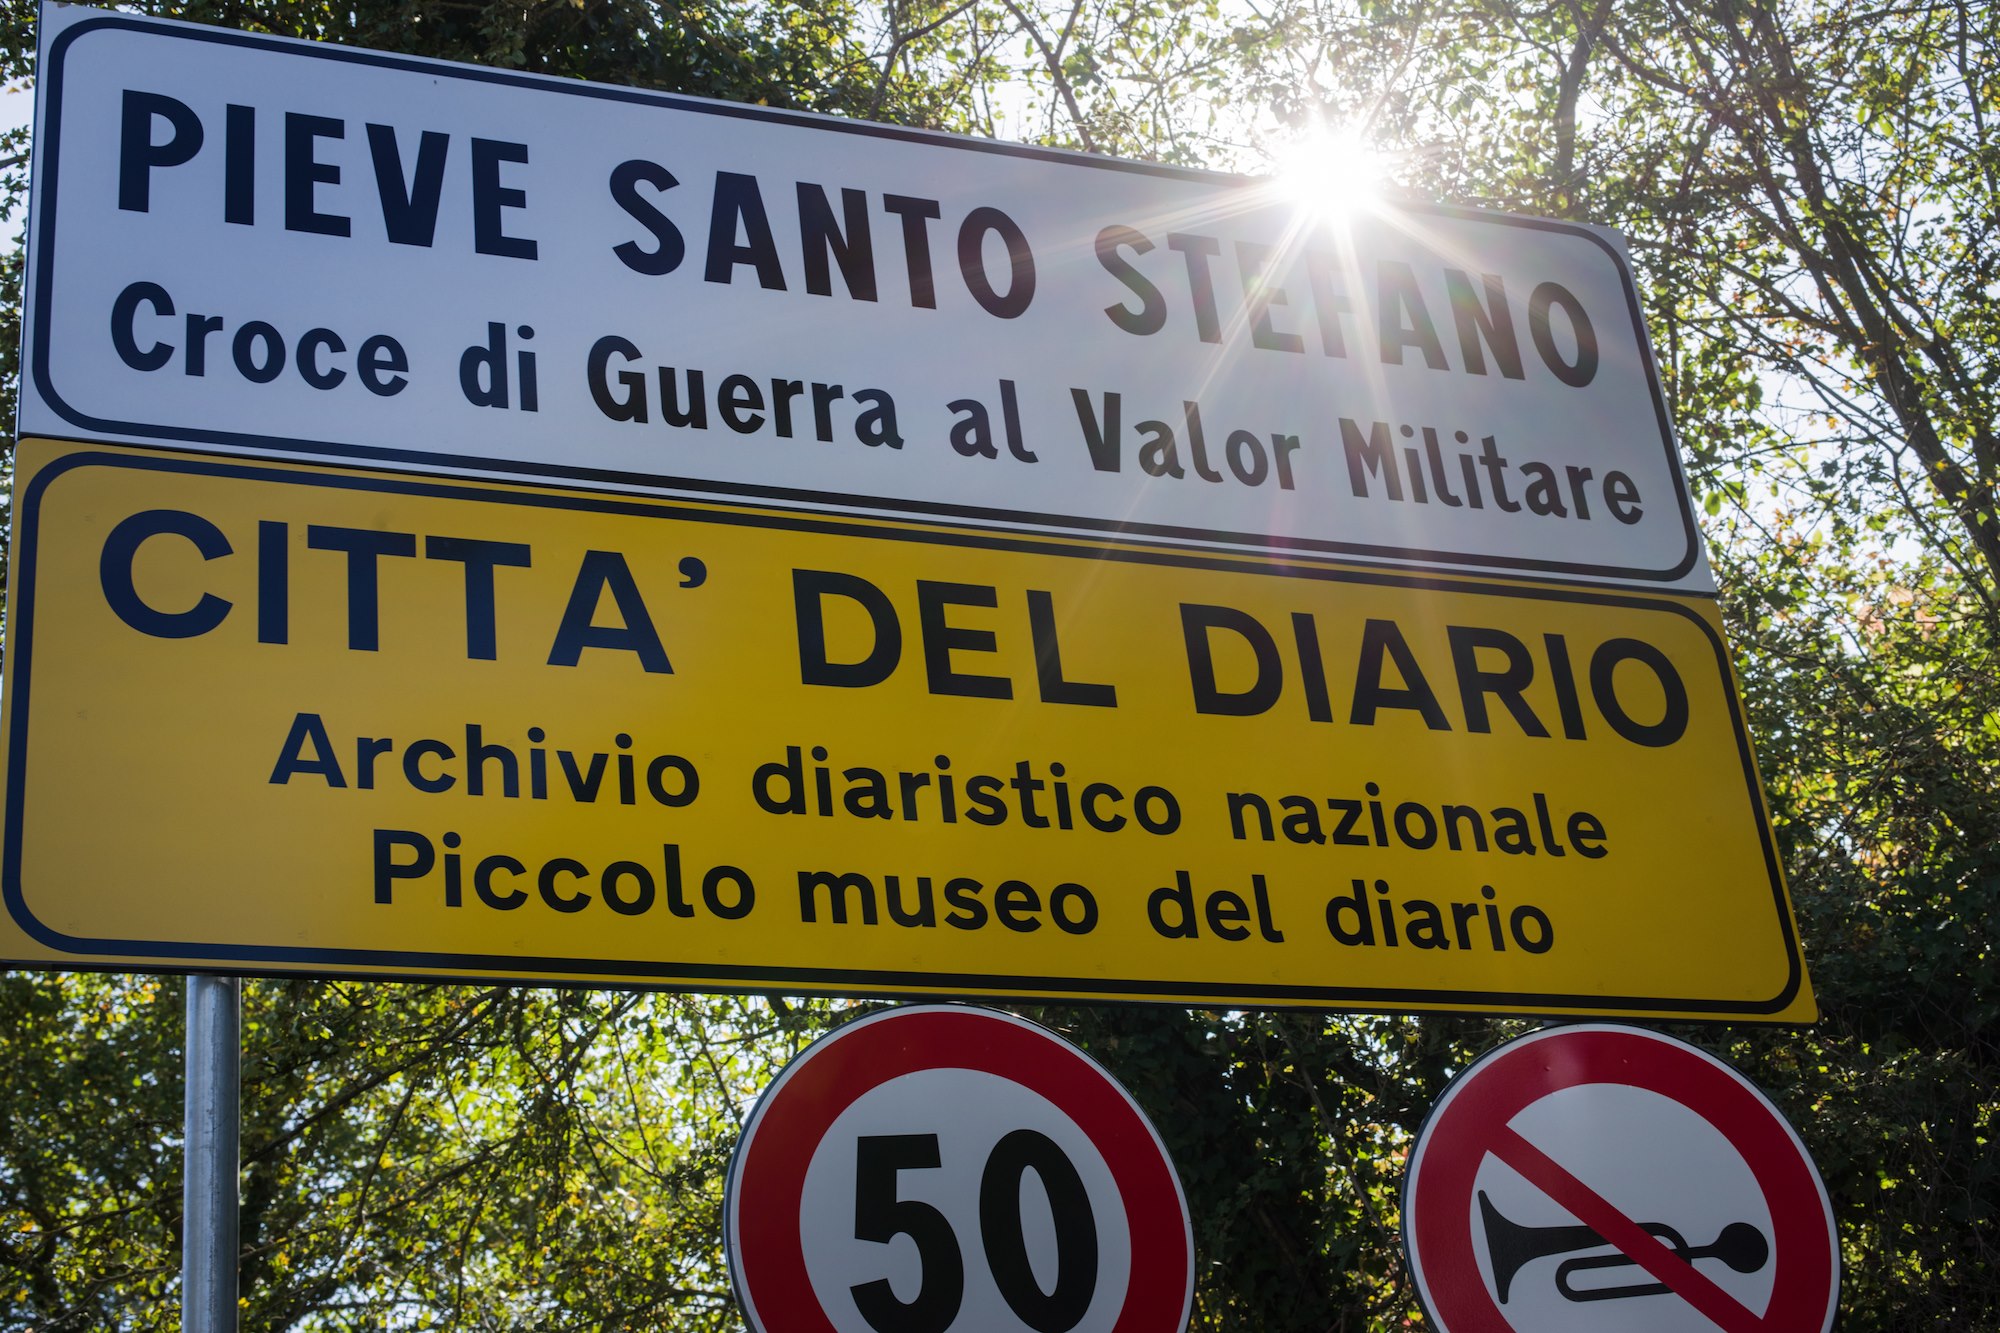 PIEVE SANTO STEFANO
Croce di Guerra al Valor Militare
CITTA' DEL DIARIO
Archivio diaristico nazionale
Piccolo museo del diario
50